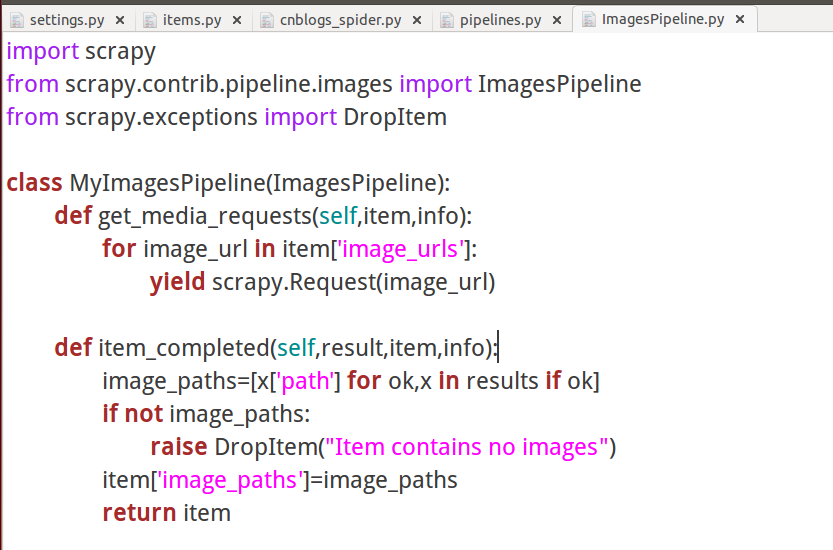 settings.py × items.py × cnblogs_spider.py × pipelines.py × ImagesPipeline.py ×
import scrapy
from scrapy.contrib.pipeline.images import ImagesPipeline
from scrapy.exceptions import DropItem
class MyImagesPipeline(ImagesPipeline):
def get_media_requests(self,item,info):
for image_url in item['image_urls']:
yield scrapy.Request(image_url)
def item_completed(self,result,item,info):
image_paths=[x['path'] for ok,x in results if ok]
if not image_paths:
raise DropItem("Item contains no images")
item['image_paths']=image_paths
return item